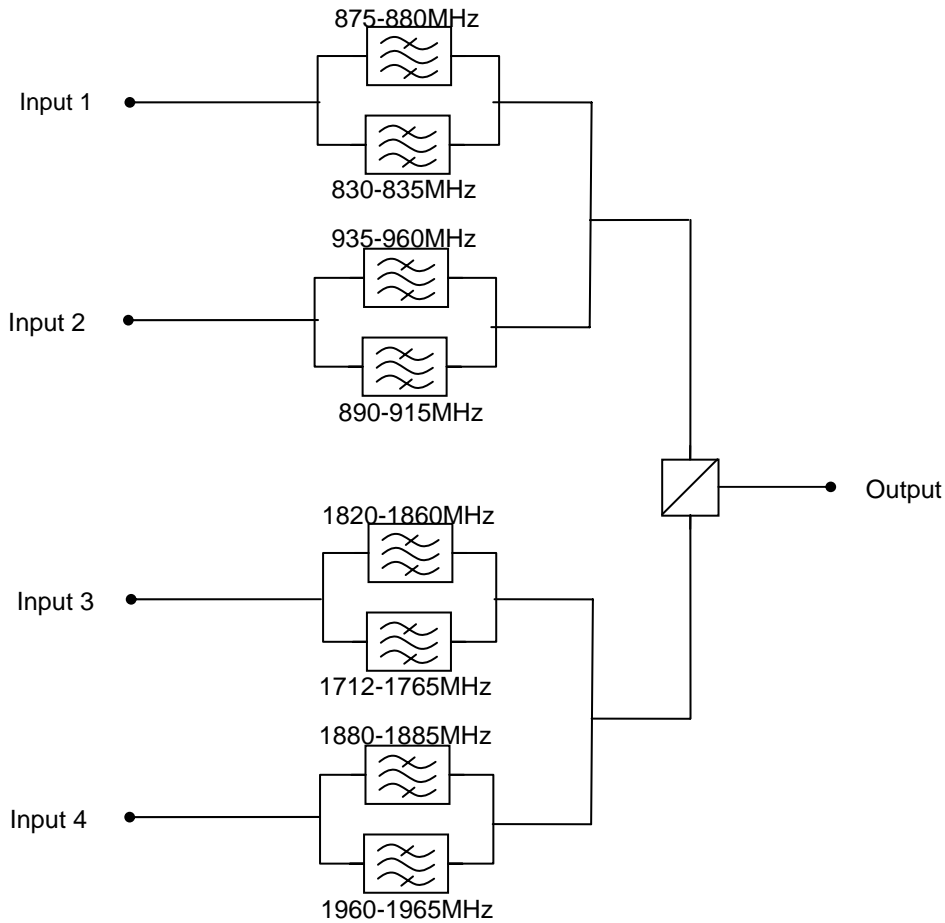 875-880MHz
Input 1
830-835MHz
935-960MHz
Input 2
890-915MHz
Output
1820-1860MHz
Input 3
1712-1765MHz
1880-1885MHz
Input 4
1960-1965MHz